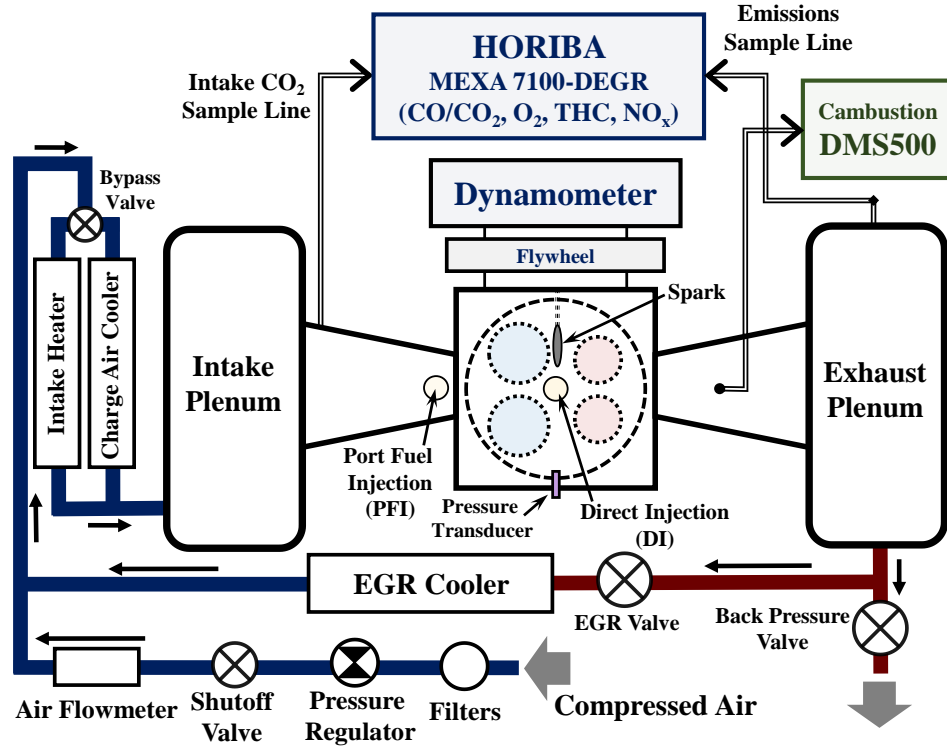 Emissions
Sample Line
HORIBA
MEXA 7100-DEGR
(CO/CO₂, O₂, THC, NOₓ)
Intake CO₂
Sample Line
Cambustion
DMS500
Bypass
Valve
Dynamometer
Flywheel
Spark
Intake Heater
Charge Air Cooler
Intake
Plenum
Exhaust
Plenum
Port Fuel
Injection
(PFI)
Pressure
Transducer
Direct Injection
(DI)
EGR Cooler
EGR Valve
Back Pressure
Valve
Air Flowmeter
Shutoff
Valve
Pressure
Regulator
Filters
Compressed Air